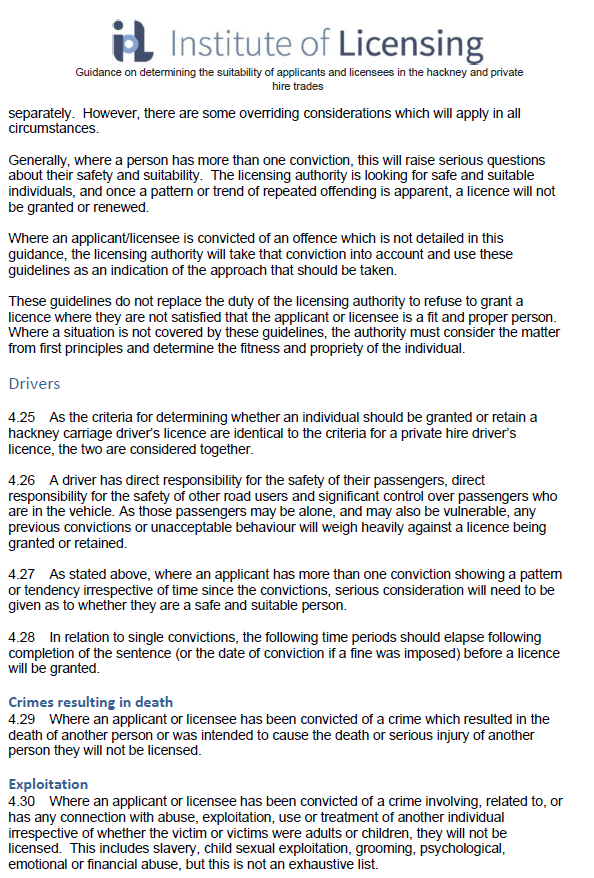 iol Institute of Licensing
Guidance on determining the suitability of applicants and licensees in the hackney and private
hire trades
separately.  However, there are some overriding considerations which will apply in all
circumstances.
Generally, where a person has more than one conviction, this will raise serious questions
about their safety and suitability.  The licensing authority is looking for safe and suitable
individuals, and once a pattern or trend of repeated offending is apparent, a licence will not
be granted or renewed.
Where an applicant/licensee is convicted of an offence which is not detailed in this
guidance, the licensing authority will take that conviction into account and use these
guidelines as an indication of the approach that should be taken.
These guidelines do not replace the duty of the licensing authority to refuse to grant a
licence where they are not satisfied that the applicant or licensee is a fit and proper person.
Where a situation is not covered by these guidelines, the authority must consider the matter
from first principles and determine the fitness and propriety of the individual.
Drivers
4.25 As the criteria for determining whether an individual should be granted or retain a
hackney carriage driver's licence are identical to the criteria for a private hire driver's
licence, the two are considered together.
4.26 A driver has direct responsibility for the safety of their passengers, direct
responsibility for the safety of other road users and significant control over passengers who
are in the vehicle. As those passengers may be alone, and may also be vulnerable, any
previous convictions or unacceptable behaviour will weigh heavily against a licence being
granted or retained.
4.27 As stated above, where an applicant has more than one conviction showing a pattern
or tendency irrespective of time since the convictions, serious consideration will need to be
given as to whether they are a safe and suitable person.
4.28 In relation to single convictions, the following time periods should elapse following
completion of the sentence (or the date of conviction if a fine was imposed) before a licence
will be granted.
Crimes resulting in death
4.29 Where an applicant or licensee has been convicted of a crime which resulted in the
death of another person or was intended to cause the death or serious injury of another
person they will not be licensed.
Exploitation
4.30 Where an applicant or licensee has been convicted of a crime involving, related to, or
has any connection with abuse, exploitation, use or treatment of another individual
irrespective of whether the victim or victims were adults or children, they will not be
licensed.  This includes slavery, child sexual exploitation, grooming, psychological,
emotional or financial abuse, but this is not an exhaustive list.